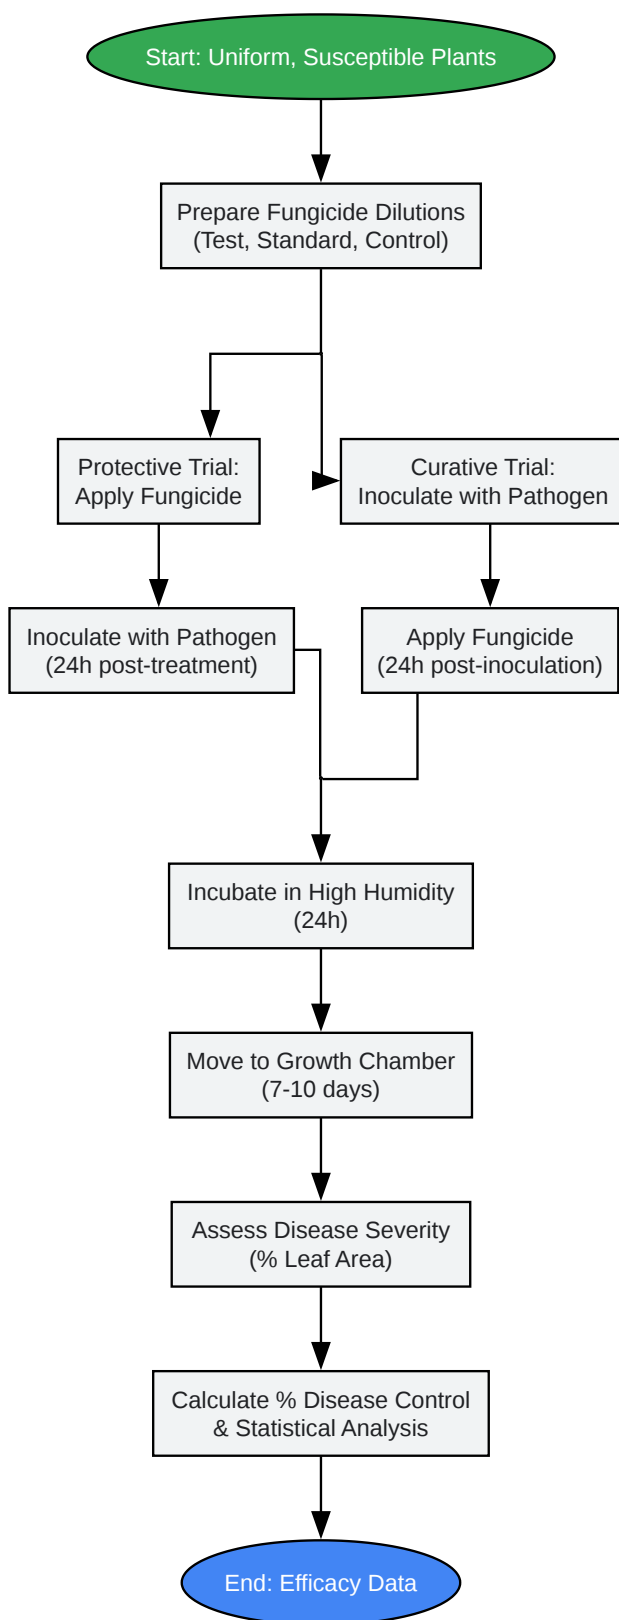 Start: Uniform, Susceptible Plants
Prepare Fungicide Dilutions
(Test, Standard, Control)
Protective Trial:
Apply Fungicide
Curative Trial:
Inoculate with Pathogen
Inoculate with Pathogen
(24h post-treatment)
Apply Fungicide
(24h post-inoculation)
Incubate in High Humidity
(24h)
Move to Growth Chamber
(7-10 days)
Assess Disease Severity
(% Leaf Area)
Calculate % Disease Control
& Statistical Analysis
End: Efficacy Data